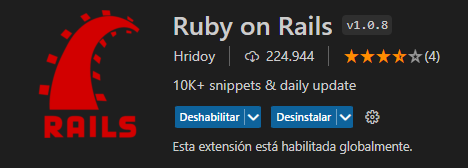 Ruby on Rails v1.0.8
Hridoy 224.944 (4)
10K+ snippets & daily update
Deshabilitar Desinstalar
Esta extensión está habilitada globalmente.
RAILS